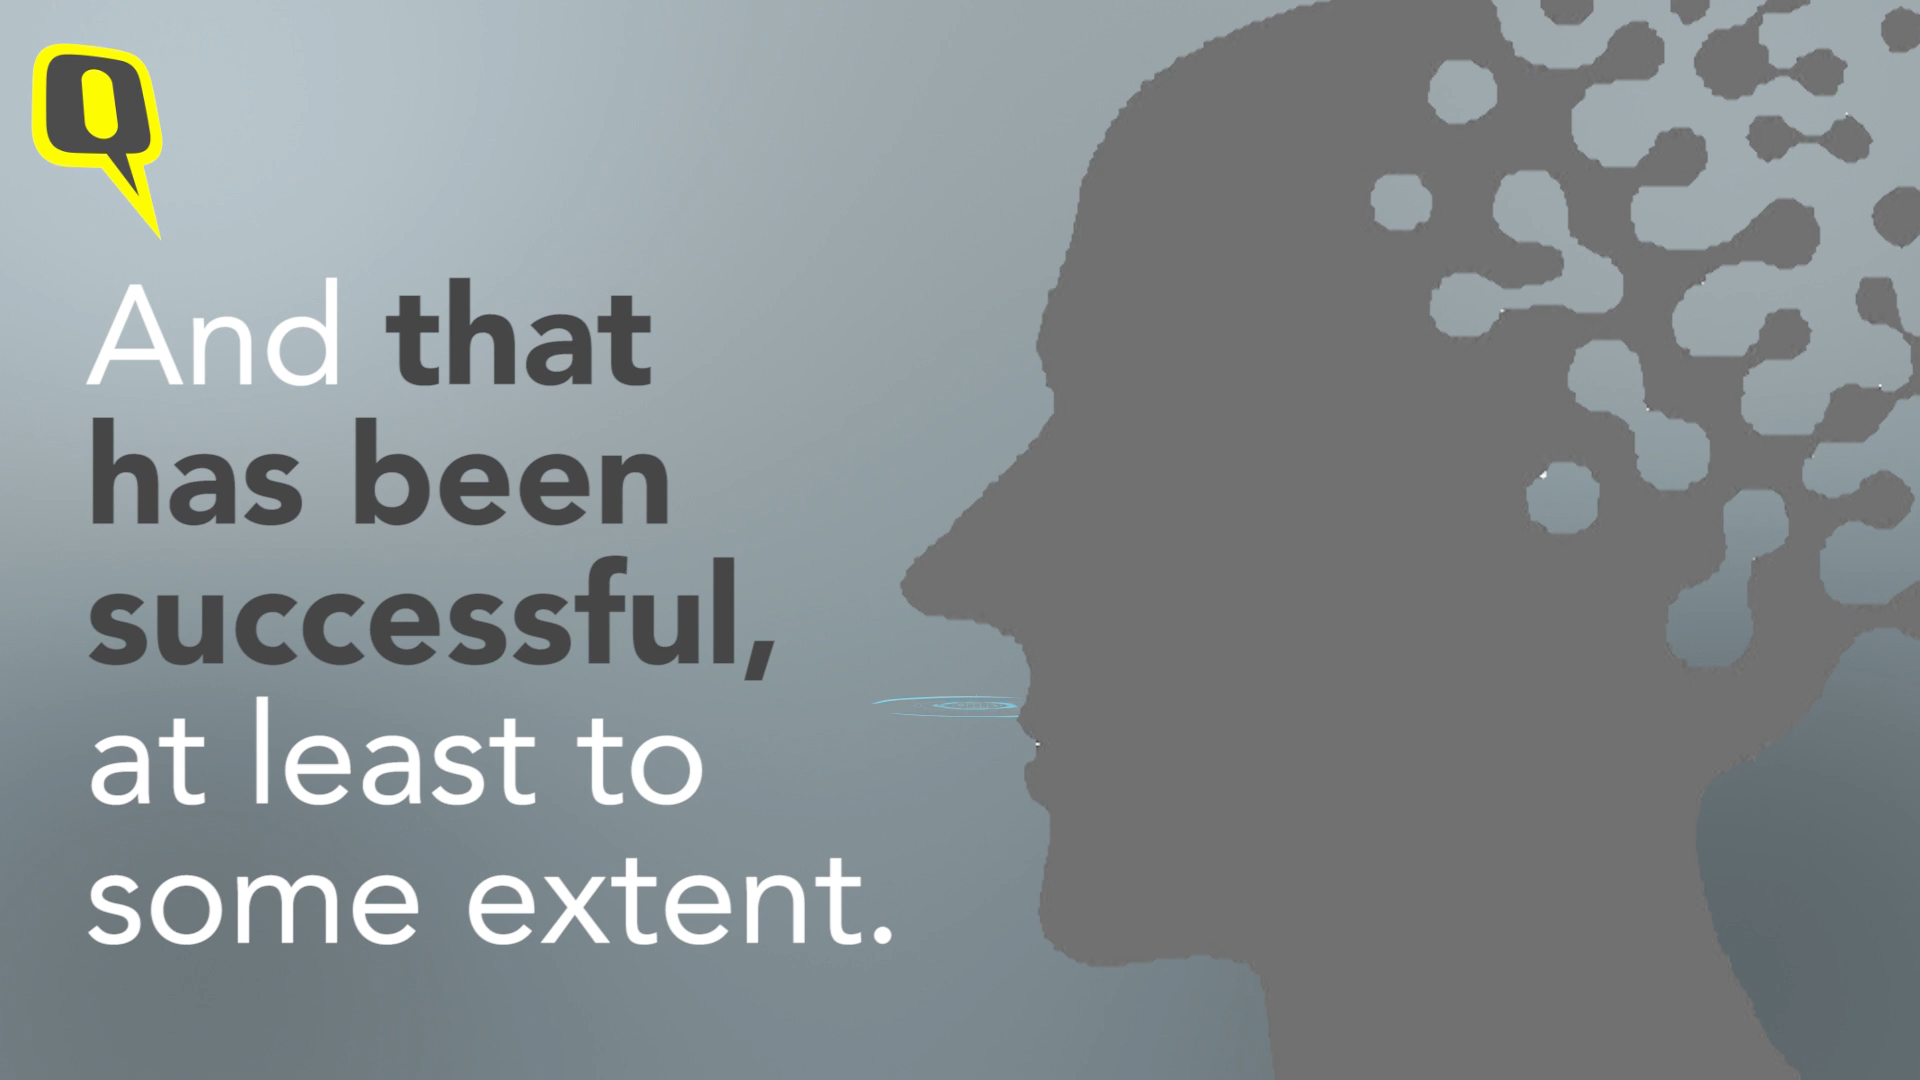 Q
And that
has been
successful,
at least to
some extent.